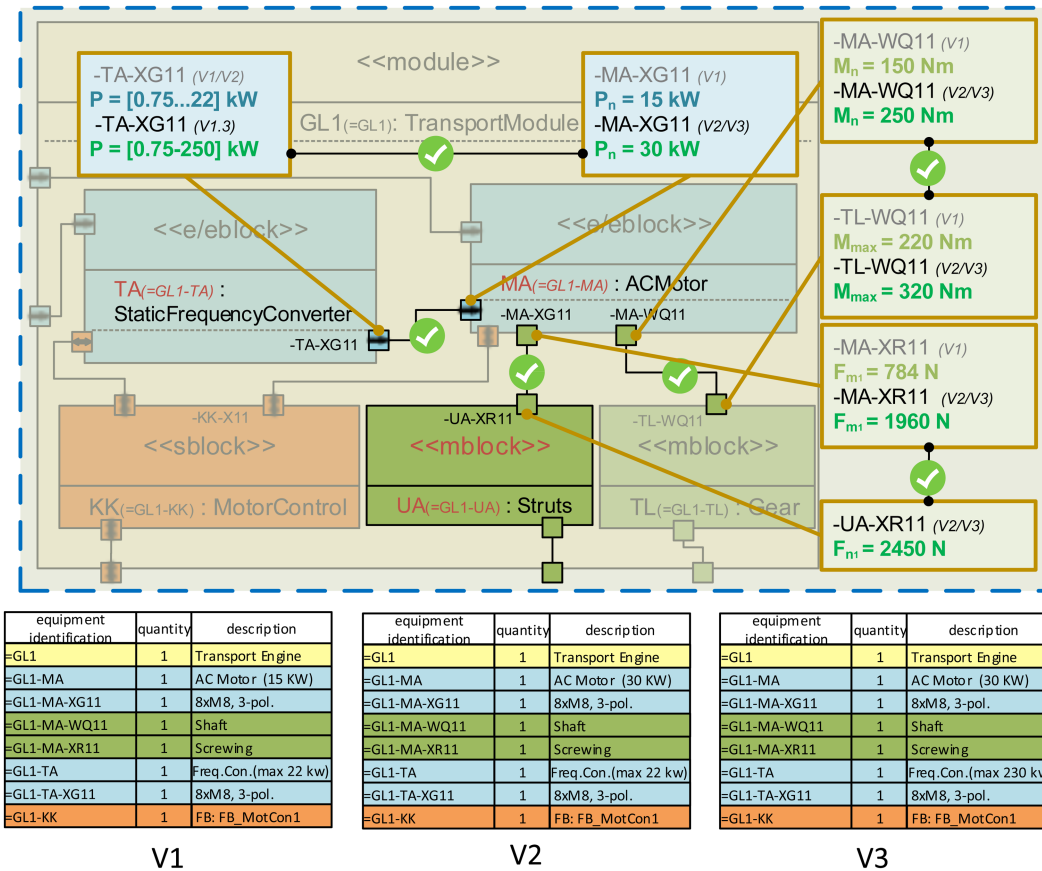 <<module>>
GL1(=GL1): TransportModule
-TA-XG11 (V1/V2)
P = [0.75...22] kW
-TA-XG11 (V1.3)
P = [0.75-250] kW
-MA-XG11 (V1)
Pn = 15 kW
-MA-XG11 (V2/V3)
Pn = 30 kW
-MA-WQ11 (V1)
Mn = 150 Nm
-MA-WQ11 (V2/V3)
Mn = 250 Nm
-TL-WQ11 (V1)
Mmax = 220 Nm
-TL-WQ11 (V2/V3)
Mmax = 320 Nm
-MA-XR11 (V1)
Fm1 = 784 N
-MA-XR11 (V2/V3)
Fm1 = 1960 N
-UA-XR11 (V2/V3)
Fn1 = 2450 N
<<e/eblock>>
TA(=GL1-TA) :
StaticFrequencyConverter
-TA-XG11
<<e/eblock>>
MA(=GL1-MA) : ACMotor
-MA-XG11
-MA-WQ11
-KK-X11
<<sblock>>
KK(=GL1-KK) : MotorControl
-UA-XR11
<<mblock>>
UA(=GL1-UA) : Struts
-TL-WQ11
<<mblock>>
TL(=GL1-TL) : Gear
equipment identification quantity description
=GL1 1 Transport Engine
=GL1-MA 1 AC Motor (15 KW)
=GL1-MA-XG11 1 8xM8, 3-pol.
=GL1-MA-WQ11 1 Shaft
=GL1-MA-XR11 1 Screwing
=GL1-TA 1 Freq.Con.(max 22 kw)
=GL1-TA-XG11 1 8xM8, 3-pol.
=GL1-KK 1 FB: FB_MotCon1
V1
equipment identification quantity description
=GL1 1 Transport Engine
=GL1-MA 1 AC Motor (30 KW)
=GL1-MA-XG11 1 8xM8, 3-pol.
=GL1-MA-WQ11 1 Shaft
=GL1-MA-XR11 1 Screwing
=GL1-TA 1 Freq.Con.(max 22 kw)
=GL1-TA-XG11 1 8xM8, 3-pol.
=GL1-KK 1 FB: FB_MotCon1
V2
equipment identification quantity description
=GL1 1 Transport Engine
=GL1-MA 1 AC Motor (30 KW)
=GL1-MA-XG11 1 8xM8, 3-pol.
=GL1-MA-WQ11 1 Shaft
=GL1-MA-XR11 1 Screwing
=GL1-TA 1 Freq.Con.(max 230 kw
=GL1-TA-XG11 1 8xM8, 3-pol.
=GL1-KK 1 FB: FB_MotCon1
V3